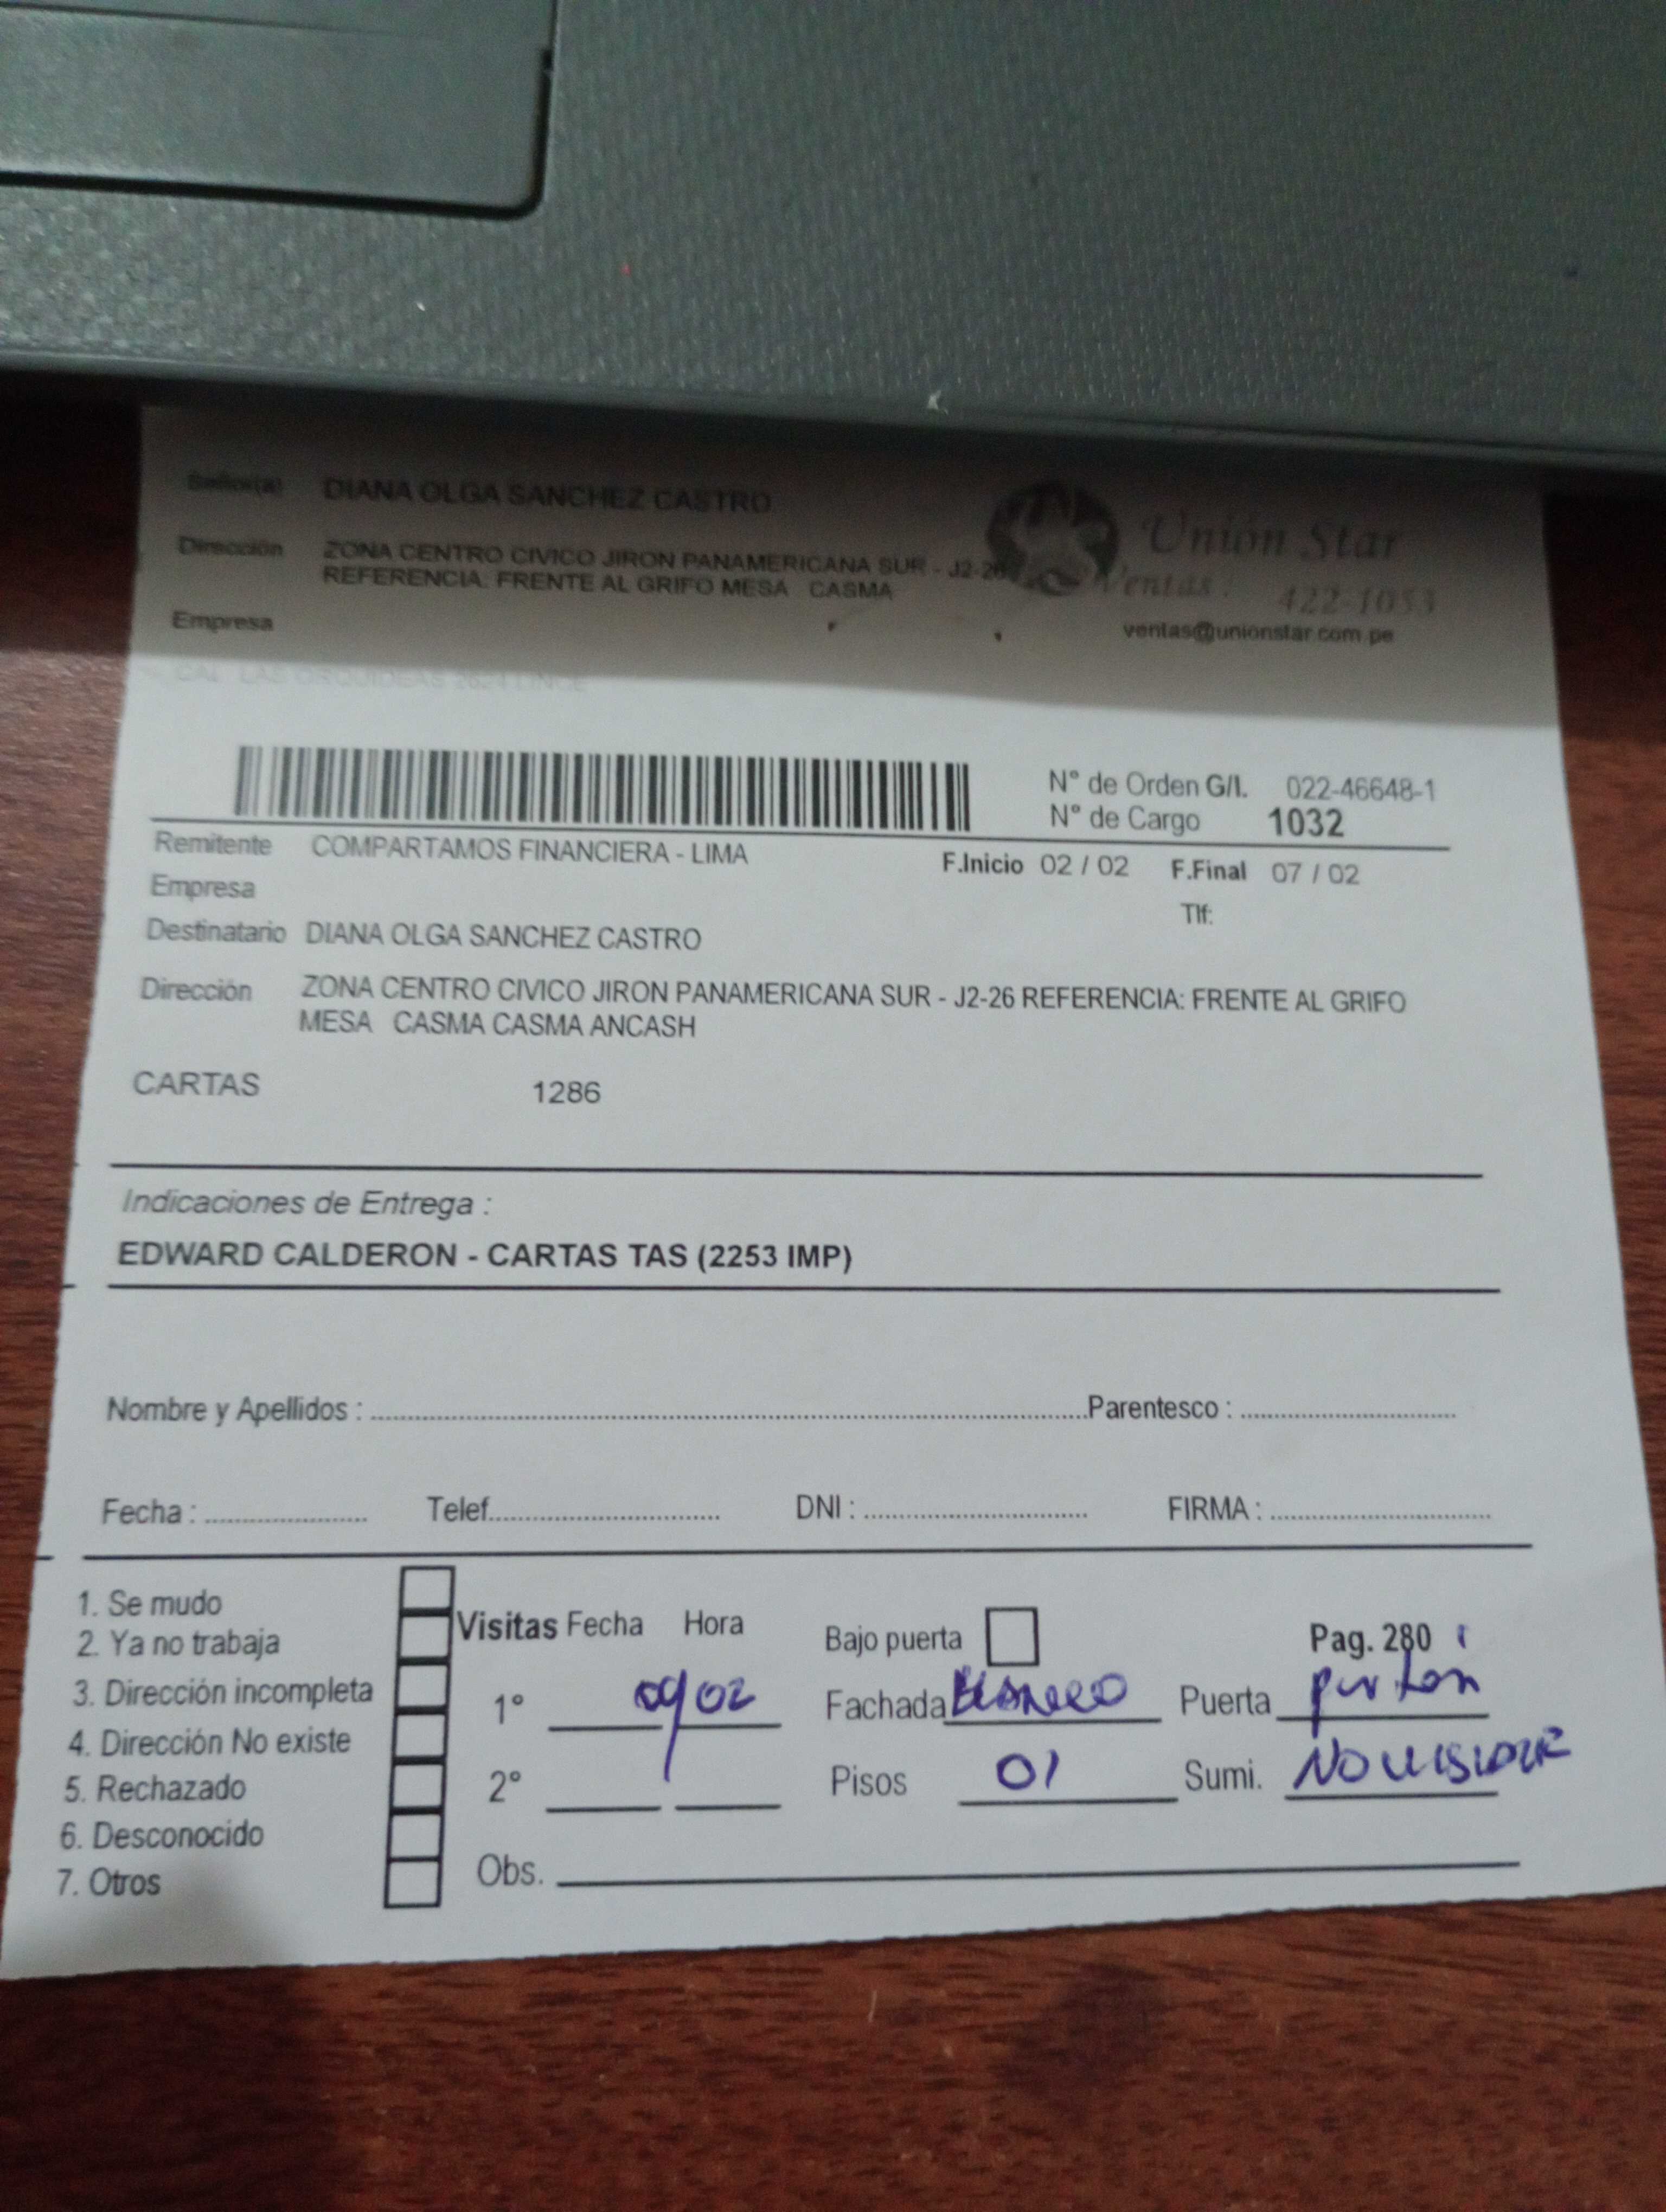 Señor(a) DIANA OLGA SANCHEZ CASTRO
Unión Star
Dirección ZONA CENTRO CIVICO JIRON PANAMERICANA SUR - J2-26
REFERENCIA: FRENTE AL GRIFO MESA CASMA
Ventas: 422-1053
Empresa
ventas@unionstar.com.pe
CAL LAS ORQUIDEAS LINCE
N° de Orden G/I. 022-46648-1
N° de Cargo 1032
Remitente COMPARTAMOS FINANCIERA - LIMA
F.Inicio 02 / 02 F.Final 07 / 02
Empresa
Tlf:
Destinatario DIANA OLGA SANCHEZ CASTRO
Dirección ZONA CENTRO CIVICO JIRON PANAMERICANA SUR - J2-26 REFERENCIA: FRENTE AL GRIFO
MESA CASMA CASMA ANCASH
CARTAS 1286
Indicaciones de Entrega :
EDWARD CALDERON - CARTAS TAS (2253 IMP)
Nombre y Apellidos : Parentesco :
Fecha : Telef. DNI : FIRMA :
1. Se mudo
2. Ya no trabaja
3. Dirección incompleta
4. Dirección No existe
5. Rechazado
6. Desconocido
7. Otros
Visitas Fecha Hora
1° 09/02
2°
Obs.
Bajo puerta
Pag. 280
Fachada Blanco
Puerta porton
Pisos 01
Sumi. NO VISIBLE